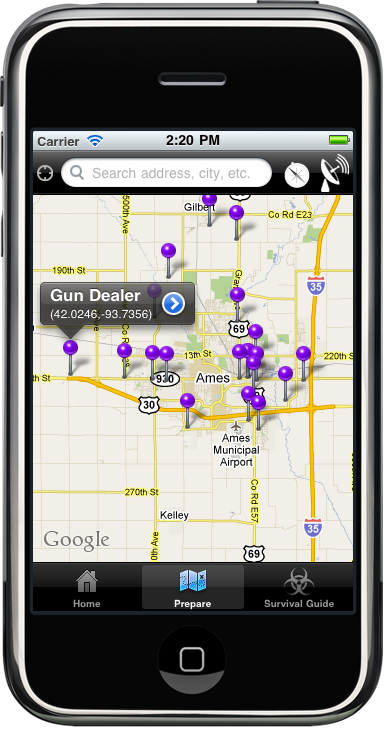 Carrier
2:20 PM
Search address, city, etc.
500th Ave
Gilbert
Co Rd E23
190th St
Gran
35
Gun Dealer
(42.0246,-93.7356)
69
13th St
220th S
930
Ames
th St
30
Ames
Municipal
Airport
270th St
Co Rd E57
Kelley
35
0th Ave
69
Google
Home
Prepare
Survival Guide